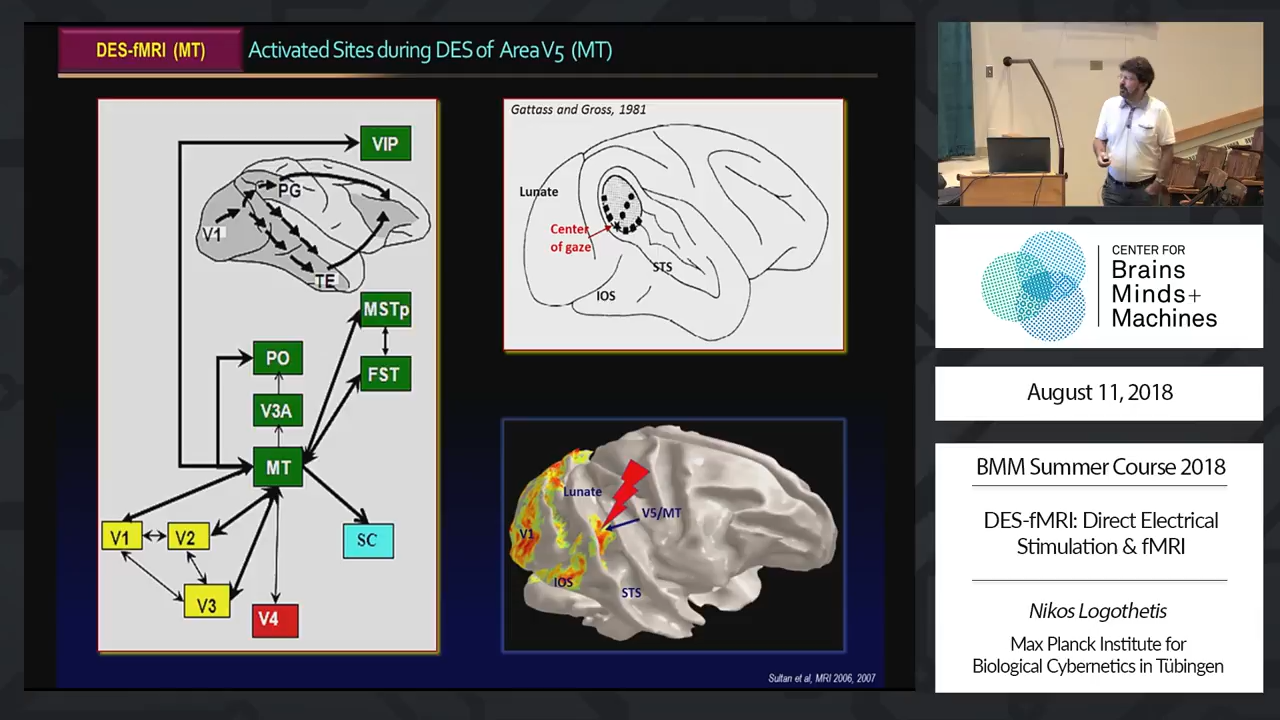 DES-fMRI (MT)
Activated Sites during DES of Area V5 (MT)
VIP
PG
V1
TE
MSTp
PO
FST
V3A
MT
V1
V2
SC
V3
V4
Gattass and Gross, 1981
Lunate
Center
of gaze
STS
IOS
Lunate
V5/MT
V1
IOS
STS
Sultan et al, MRI 2006, 2007
CENTER FOR
Brains
Minds+
Machines
August 11, 2018
BMM Summer Course 2018
DES-fMRI: Direct Electrical
Stimulation & fMRI
Nikos Logothetis
Max Planck Institute for
Biological Cybernetics in Tübingen